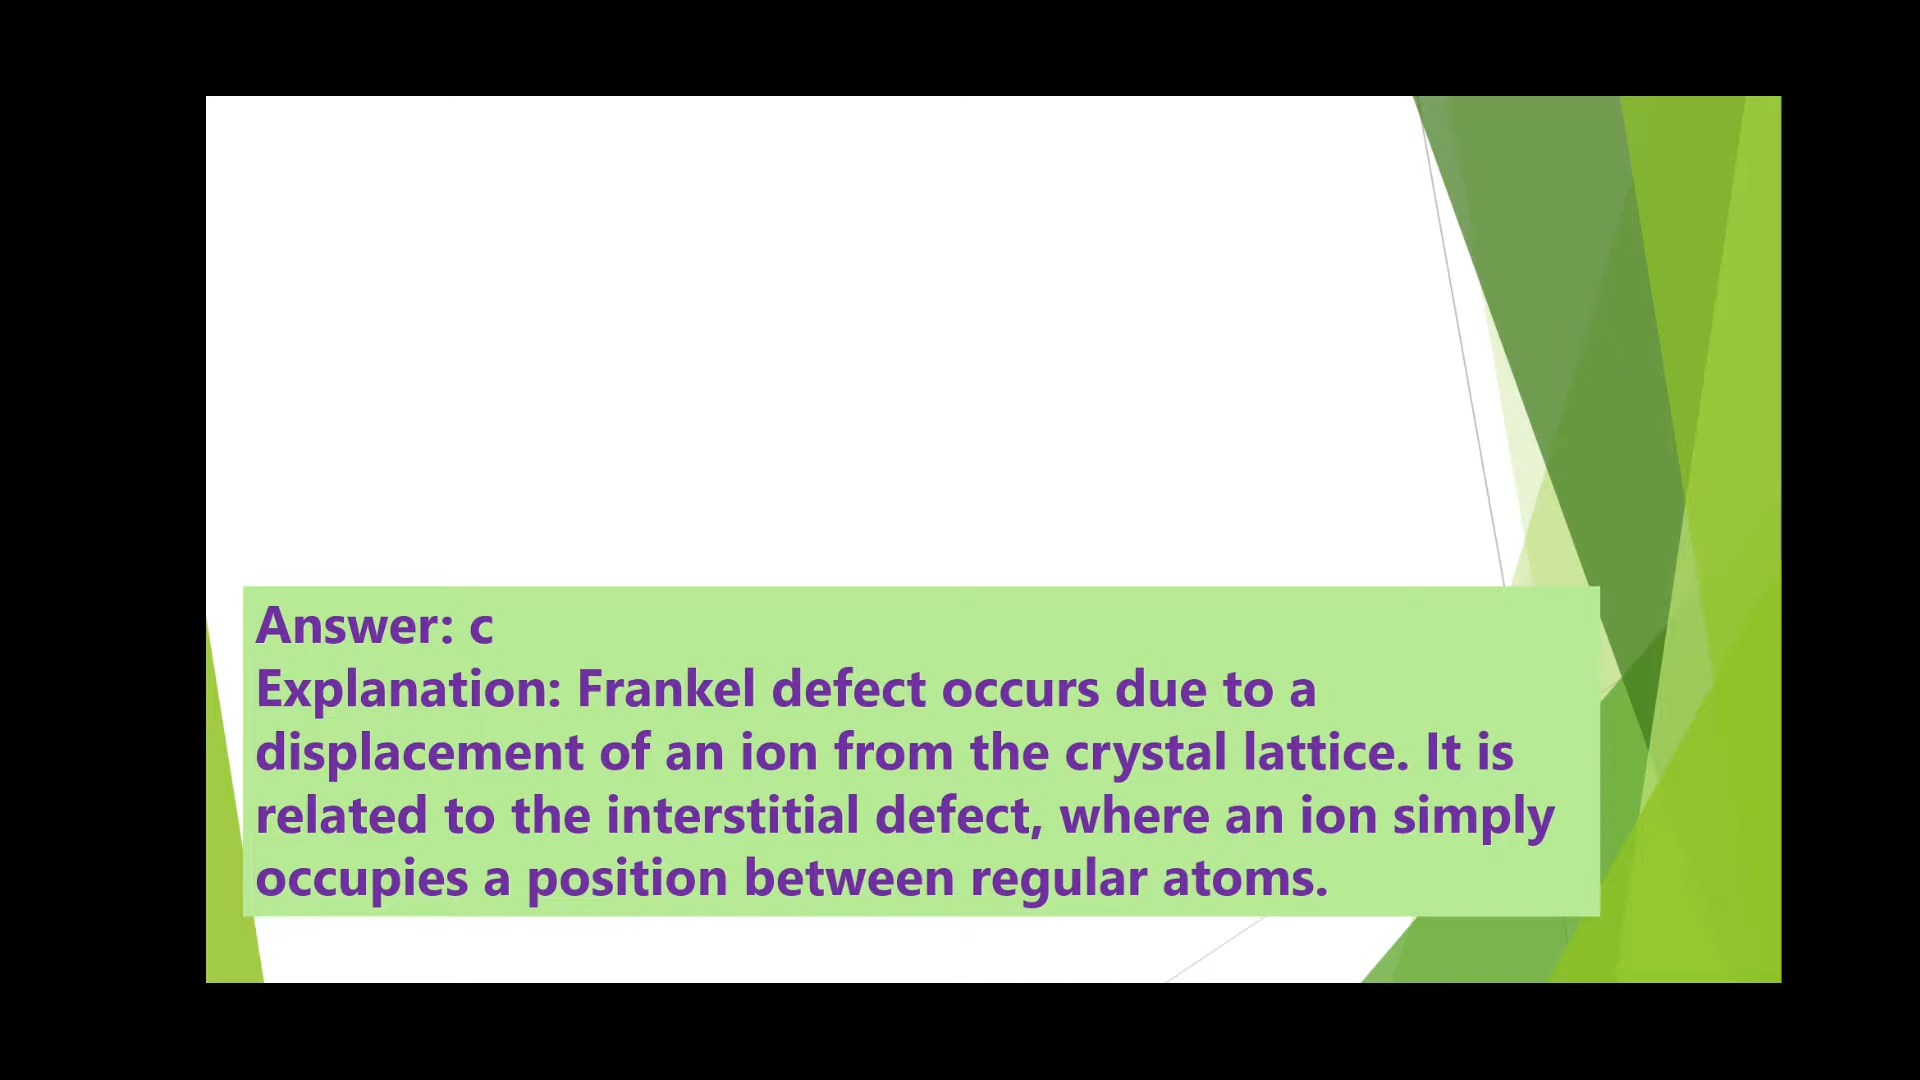 Answer: c
Explanation: Frankel defect occurs due to a
displacement of an ion from the crystal lattice. It is
related to the interstitial defect, where an ion simply
occupies a position between regular atoms.